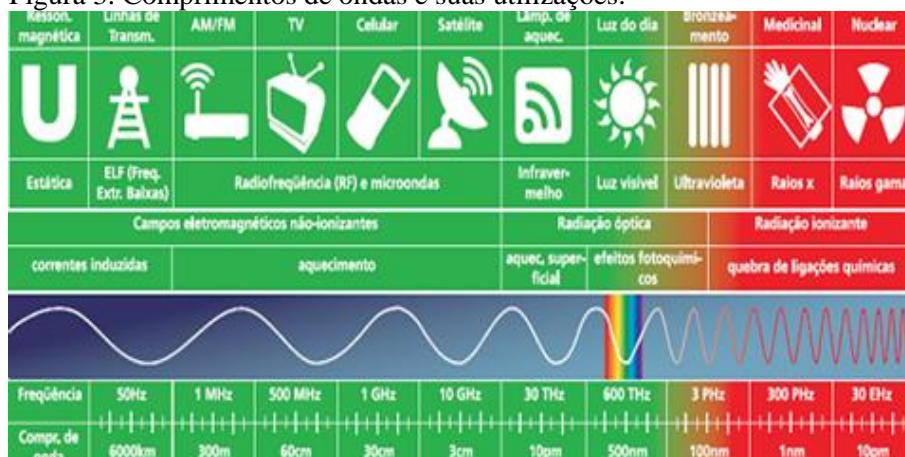 Figura 3. Comprimentos de ondas e suas utilizações.
Resson. magnética Linhas de Transm. AM/FM TV Celular Satélite Lâmp. de aquec. Luz do dia Bronzea-mento Medicinal Nuclear
Estática ELF (Freq. Extr. Baixas) Radiofreqüência (RF) e microondas Infraver-melho Luz visível Ultravioleta Raios x Raios gama
Campos eletromagnéticos não-ionizantes Radiação óptica Radiação ionizante
correntes induzidas aquecimento aquec, super-ficial efeitos fotoquími-cos quebra de ligações químicas
Freqüência 50Hz 1 MHz 500 MHz 1 GHz 10 GHz 30 THz 600 THz 3 PHz 300 PHz 30 EHz
Compr. de onda 6000km 300m 60cm 30cm 3cm 10pm 500nm 100nm 1nm 10pm